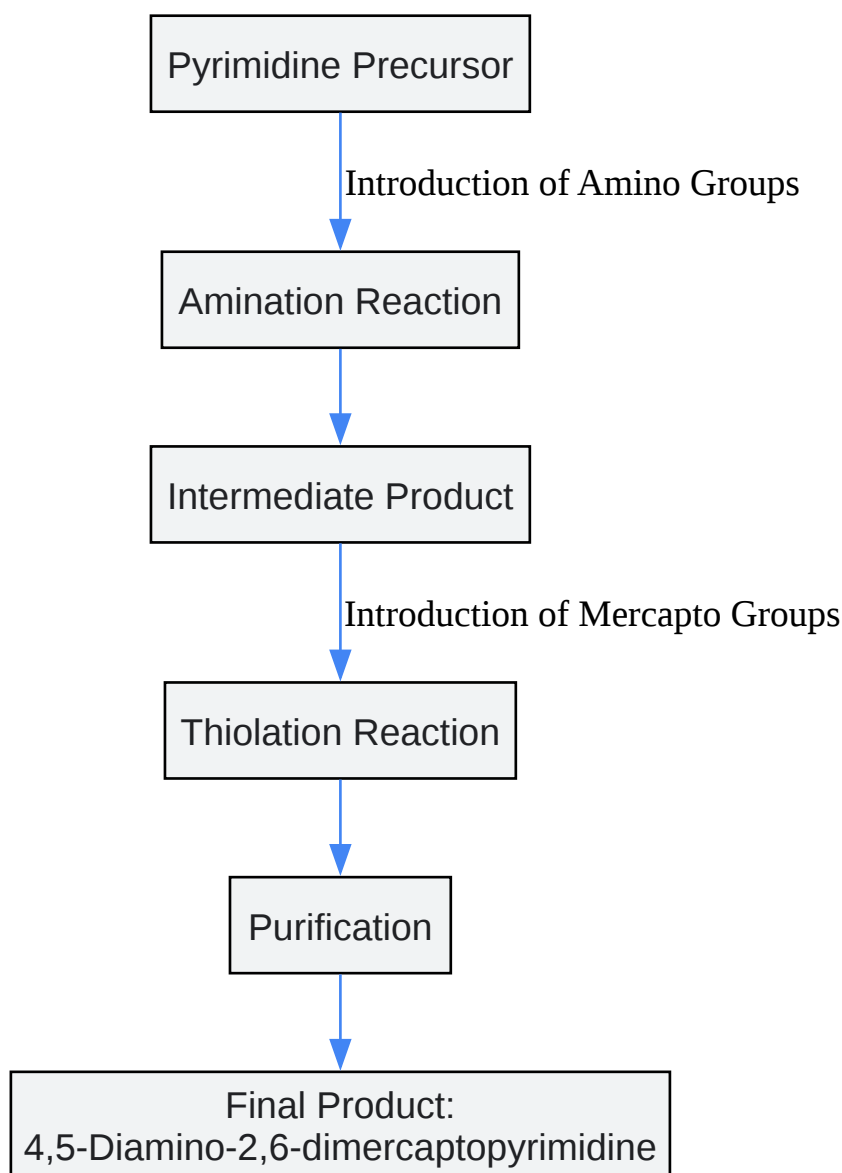 Pyrimidine Precursor
Introduction of Amino Groups
Amination Reaction
Intermediate Product
Introduction of Mercapto Groups
Thiolation Reaction
Purification
Final Product:
4,5-Diamino-2,6-dimercaptopyrimidine